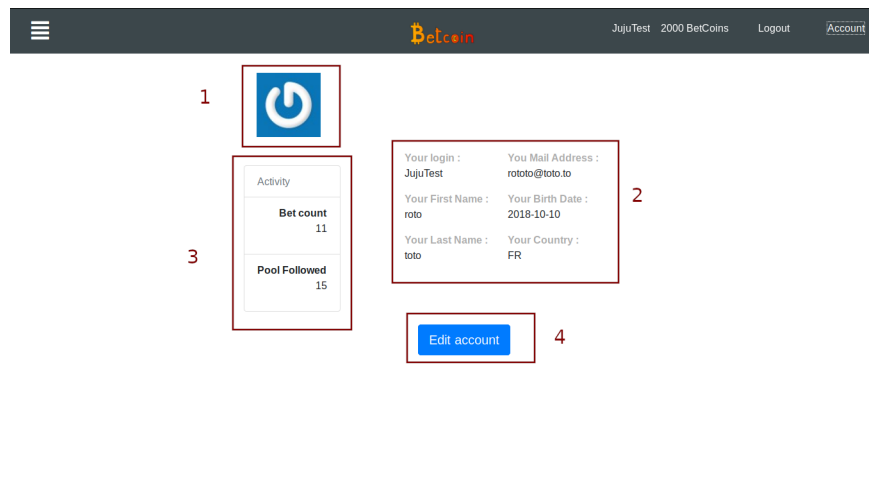 Betcoin
JujuTest 2000 BetCoins Logout Account
1
Your login : You Mail Address :
JujuTest rototo@toto.to
Your First Name : Your Birth Date :
roto 2018-10-10
Your Last Name : Your Country :
toto FR
2
Activity
Bet count
11
Pool Followed
15
3
Edit account
4